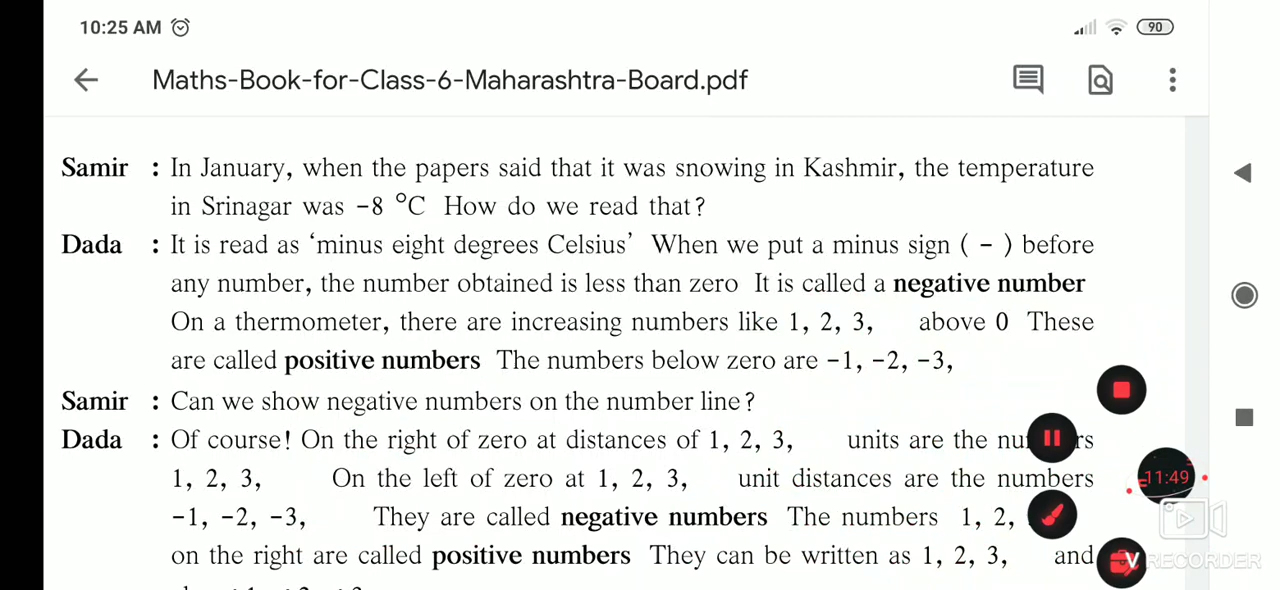 10:25 AM
90
Maths-Book-for-Class-6-Maharashtra-Board.pdf
Samir : In January, when the papers said that it was snowing in Kashmir, the temperature
in Srinagar was -8 °C How do we read that?
Dada : It is read as ‘minus eight degrees Celsius’ When we put a minus sign ( - ) before
any number, the number obtained is less than zero It is called a negative number
On a thermometer, there are increasing numbers like 1, 2, 3, above 0 These
are called positive numbers The numbers below zero are -1, -2, -3,
Samir : Can we show negative numbers on the number line?
Dada : Of course! On the right of zero at distances of 1, 2, 3, units are the
1, 2, 3, On the left of zero at 1, 2, 3, unit distances are the numbers
11:49
-1, -2, -3, They are called negative numbers The numbers 1, 2,
on the right are called positive numbers They can be written as 1, 2, 3, and
RECORDER